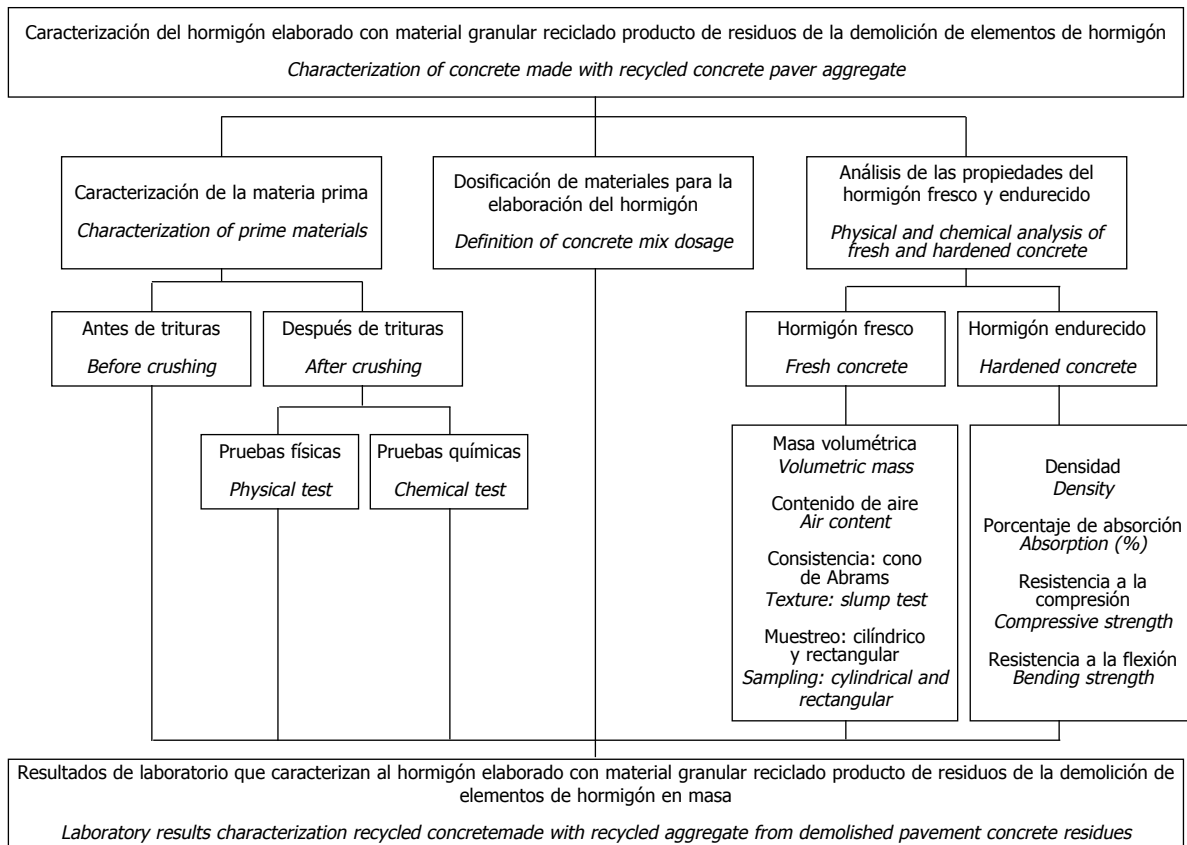 Caracterización del hormigón elaborado con material granular reciclado producto de residuos de la demolición de elementos de hormigón
Characterization of concrete made with recycled concrete paver aggregate
Caracterización de la materia prima
Characterization of prime materials
Dosificación de materiales para la
elaboración del hormigón
Definition of concrete mix dosage
Análisis de las propiedades del
hormigón fresco y endurecido
Physical and chemical analysis of
fresh and hardened concrete
Antes de trituras
Before crushing
Después de trituras
After crushing
Hormigón fresco
Fresh concrete
Hormigón endurecido
Hardened concrete
Pruebas físicas
Physical test
Pruebas químicas
Chemical test
Masa volumétrica
Volumetric mass
Contenido de aire
Air content
Consistencia: cono
de Abrams
Texture: slump test
Muestreo: cilíndrico
y rectangular
Sampling: cylindrical and
rectangular
Densidad
Density
Porcentaje de absorción
Absorption (%)
Resistencia a la
compresión
Compressive strength
Resistencia a la flexión
Bending strength
Resultados de laboratorio que caracterizan al hormigón elaborado con material granular reciclado producto de residuos de la demolición de
elementos de hormigón en masa
Laboratory results characterization recycled concretemade with recycled aggregate from demolished pavement concrete residues